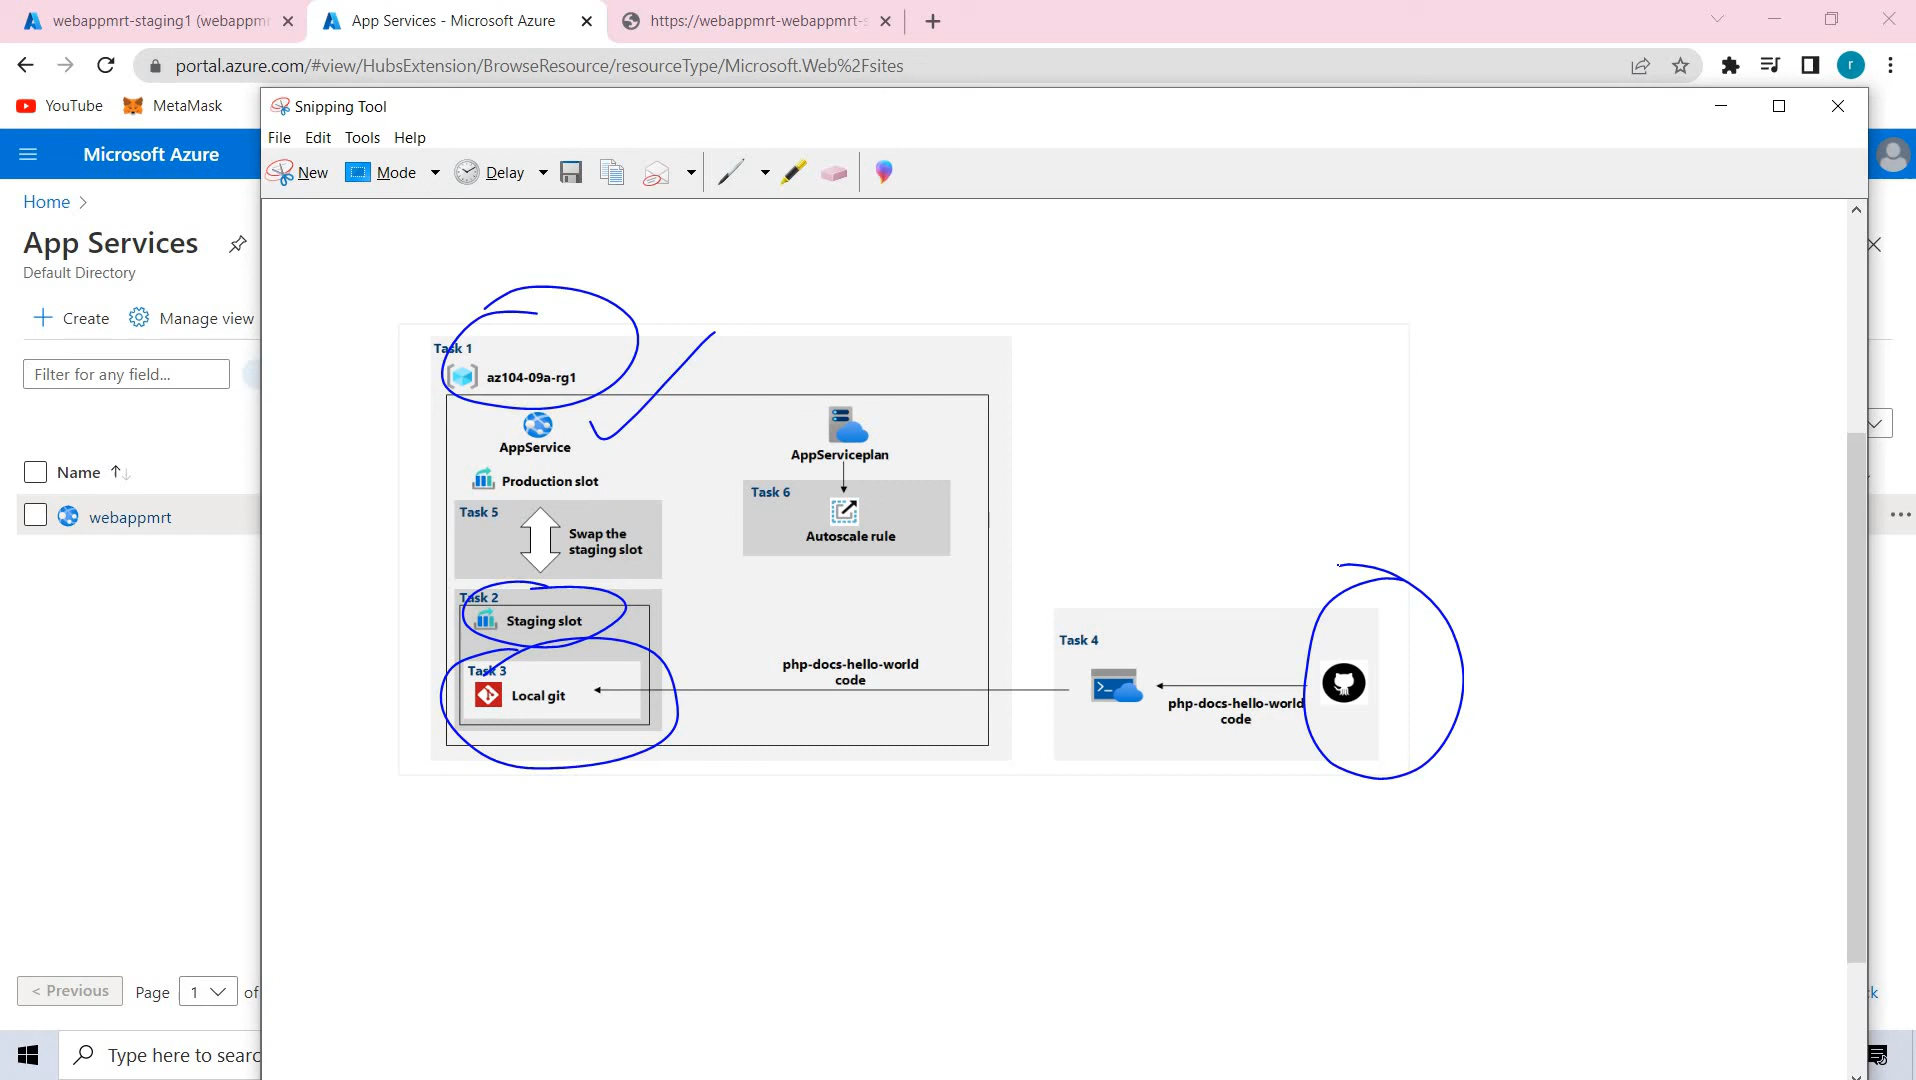 webappmrt-staging1 (webappmr
App Services - Microsoft Azure
https://webappmrt-webappmrt-s
portal.azure.com/#view/HubsExtension/BrowseResource/resourceType/Microsoft.Web%2Fsites
r
YouTube
MetaMask
Snipping Tool
File Edit Tools Help
Microsoft Azure
New Mode Delay
Home
App Services
Default Directory
Create Manage view
Filter for any field...
Name
webappmrt
Task 1
az104-09a-rg1
AppService
Production slot
AppServiceplan
Task 5
Swap the
staging slot
Task 6
Autoscale rule
Task 2
Staging slot
Task 3
Local git
php-docs-hello-world
code
Task 4
php-docs-hello-world
code
< Previous Page 1 of
Type here to searc